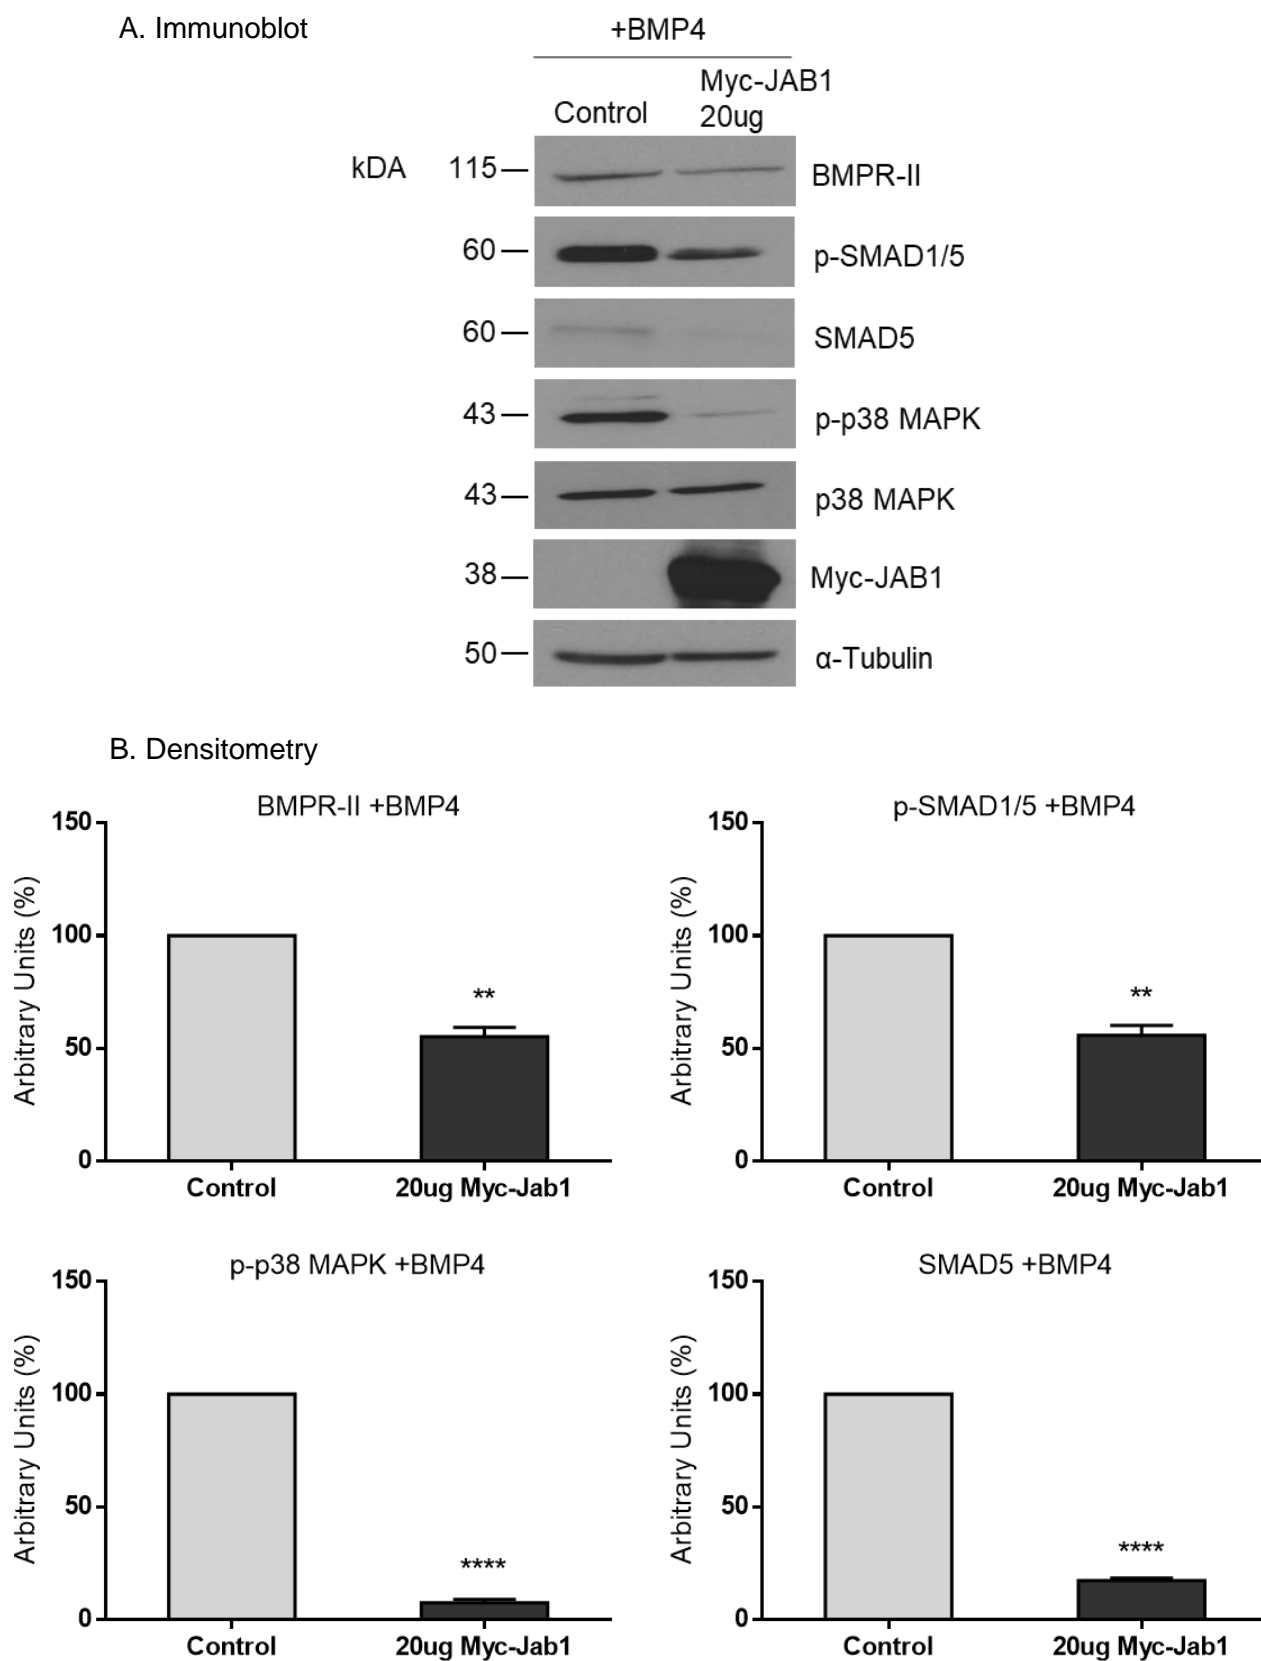 A. Immunoblot
+BMP4
Control
Myc-JAB1
20ug
kDA
115
BMPR-II
60
p-SMAD1/5
60
SMAD5
43
p-p38 MAPK
43
p38 MAPK
38
Myc-JAB1
50
α-Tubulin
B. Densitometry
BMPR-II +BMP4
Arbitrary Units (%)
150
100
50
0
**
Control
20ug Myc-Jab1
p-SMAD1/5 +BMP4
Arbitrary Units (%)
150
100
50
0
**
Control
20ug Myc-Jab1
p-p38 MAPK +BMP4
Arbitrary Units (%)
150
100
50
0
****
Control
20ug Myc-Jab1
SMAD5 +BMP4
Arbitrary Units (%)
150
100
50
0
****
Control
20ug Myc-Jab1